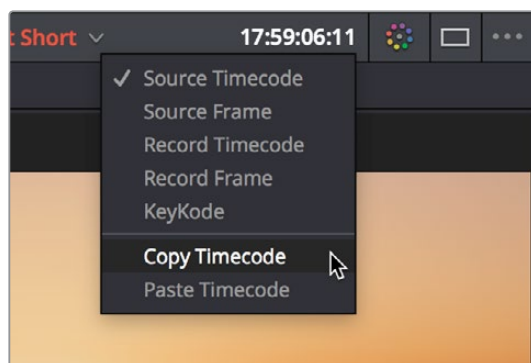 t Short 17:59:06:11
Source Timecode
Source Frame
Record Timecode
Record Frame
KeyKode
Copy Timecode
Paste Timecode